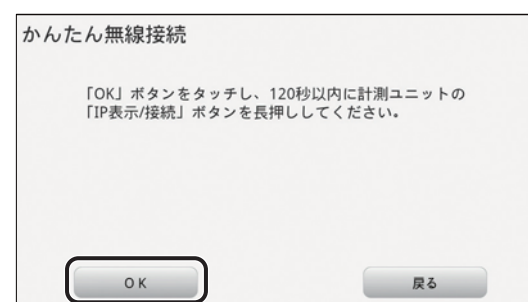 かんたん無線接続
「OK」ボタンをタッチし、120秒以内に計測ユニットの
「IP表示/接続」ボタンを長押ししてください。
OK
戻る